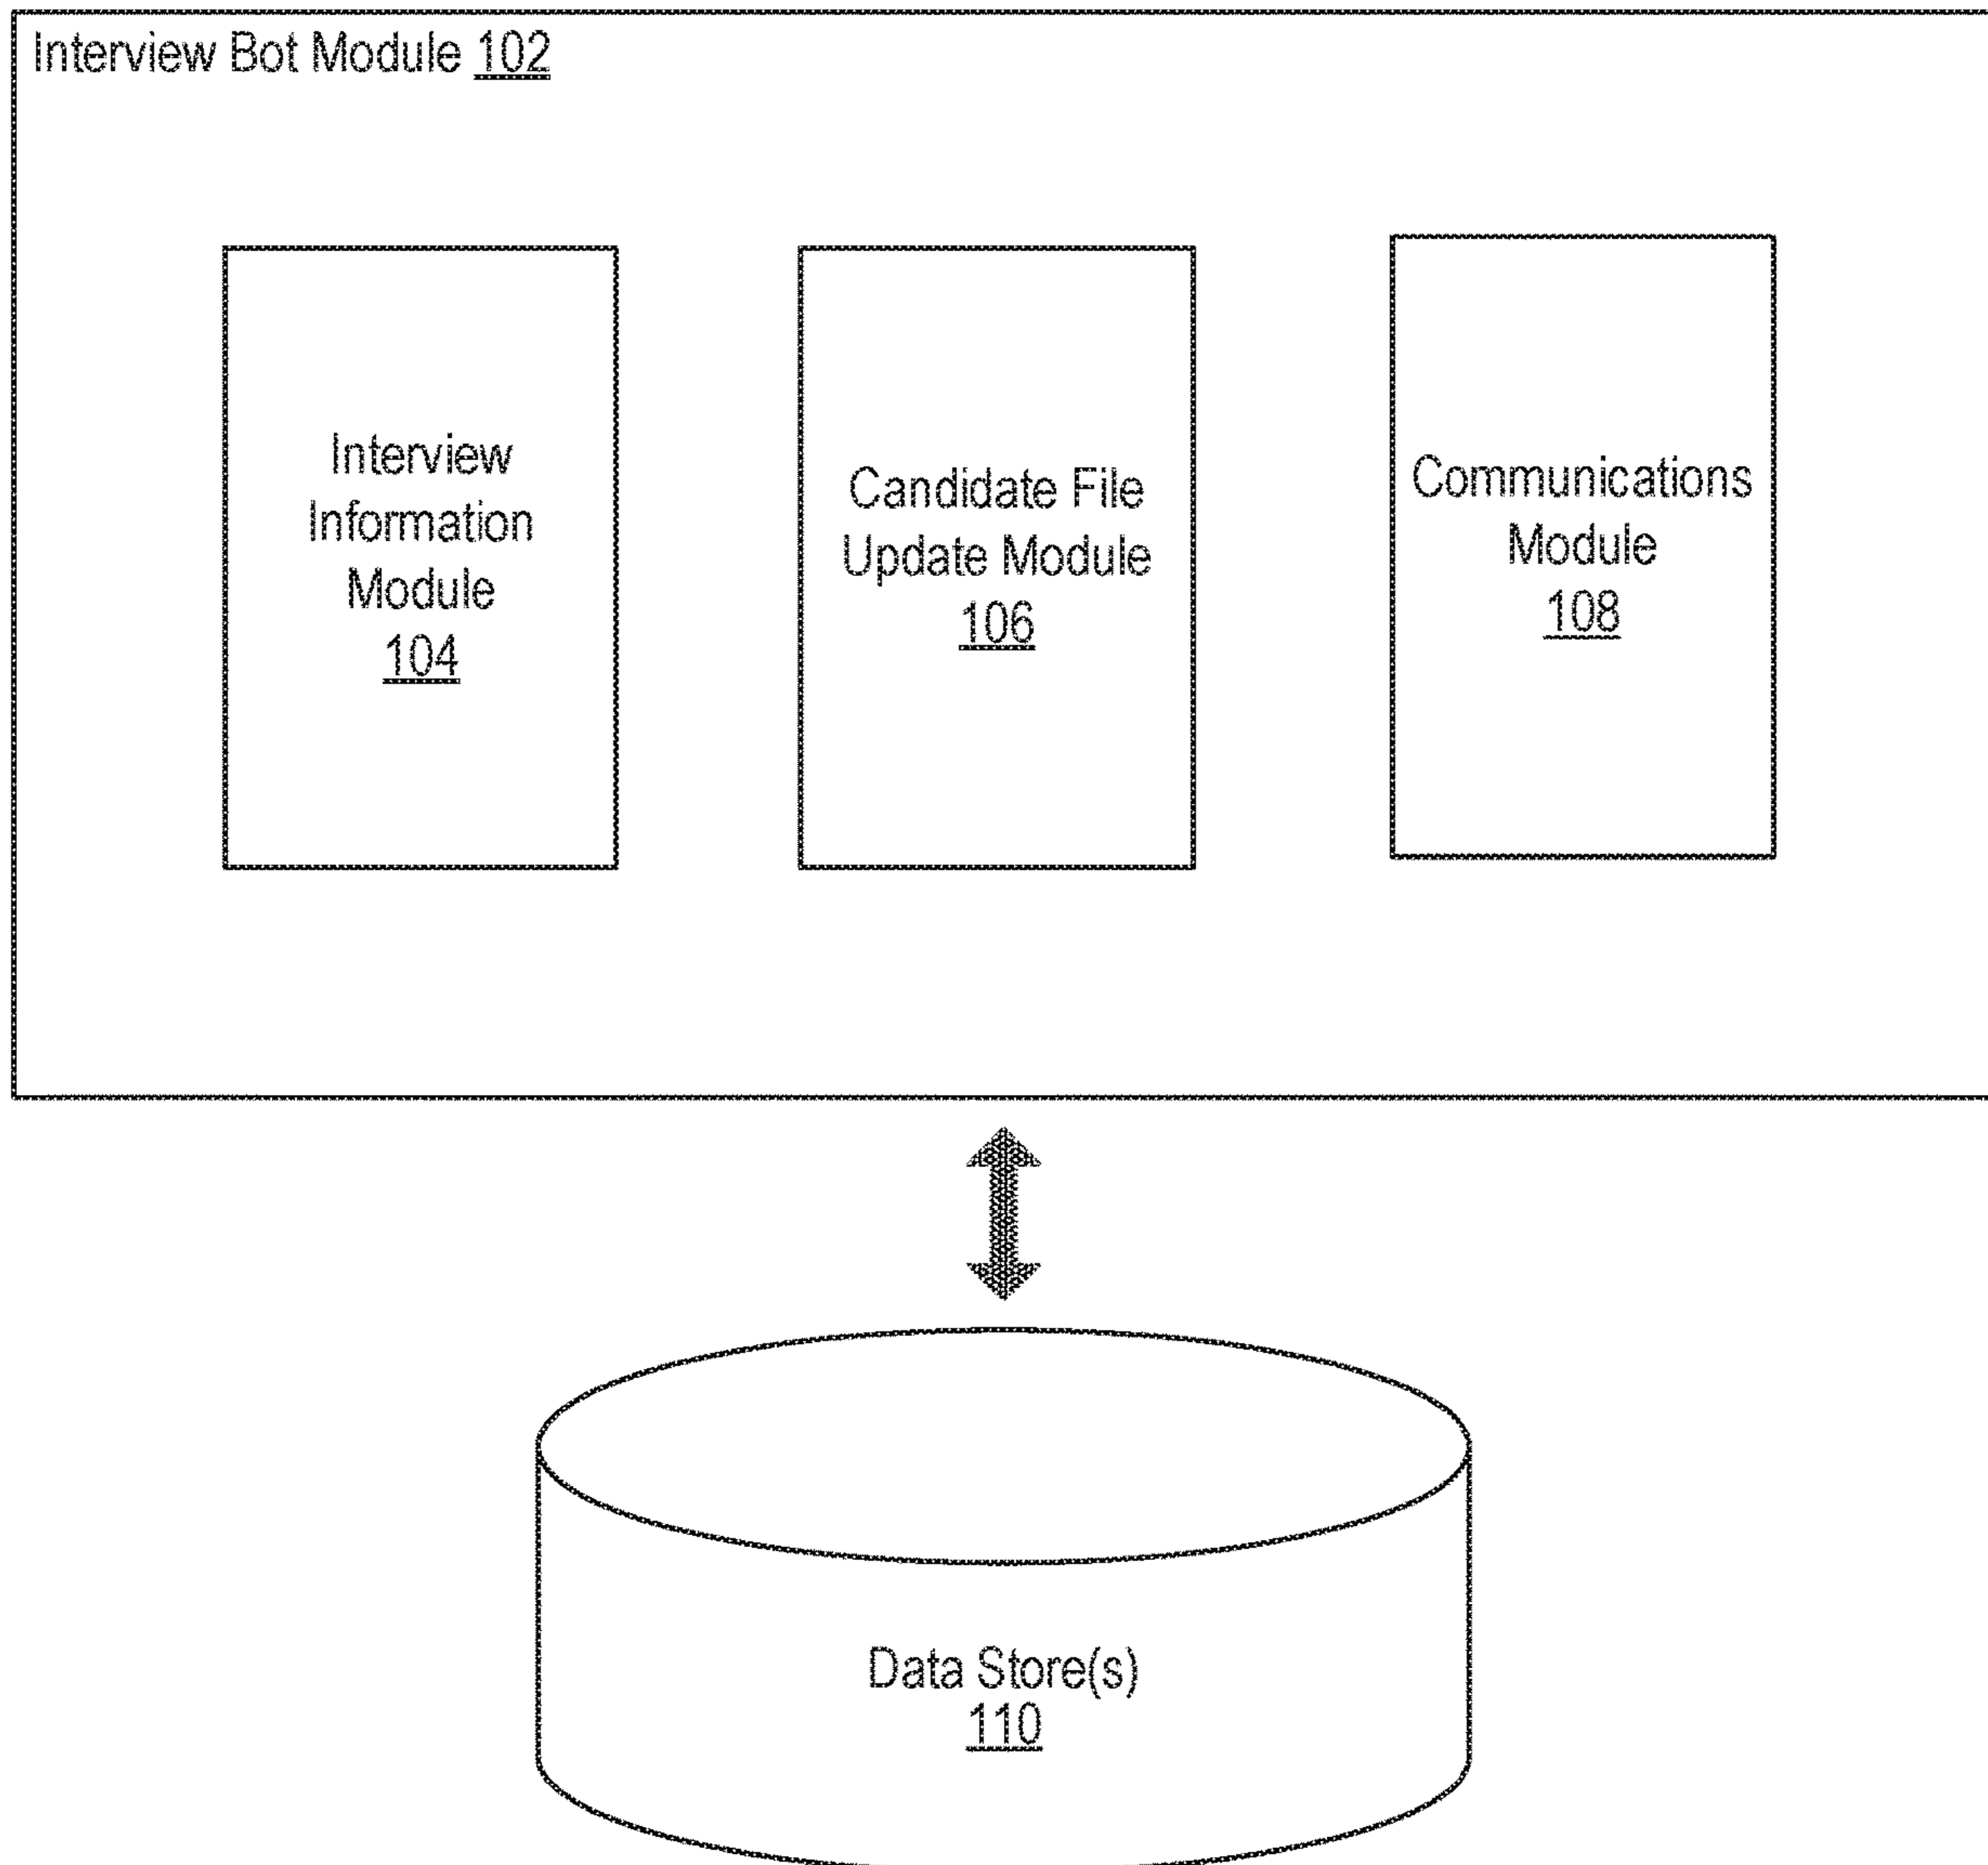 Interview Bot Module 102
Interview
Information
Module
104
Candidate File
Update Module
106
Communications
Module
108
Data Store(s)
110